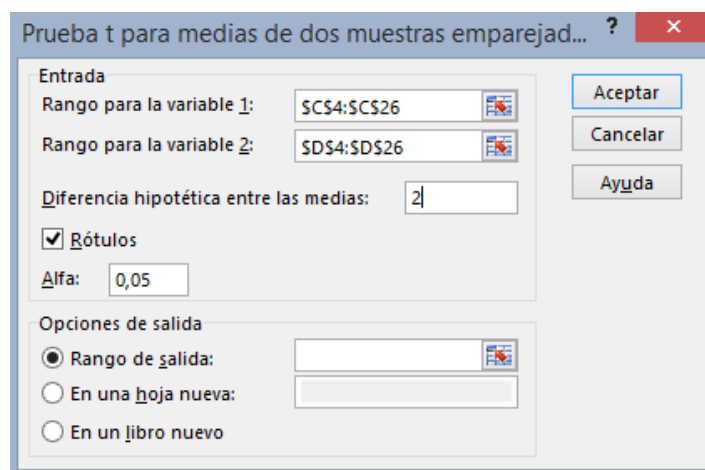 Prueba t para medias de dos muestras emparejad... ? ×
Entrada
Rango para la variable 1: $C$4:$C$26
Rango para la variable 2: $D$4:$D$26
Diferencia hipotética entre las medias: 2
Rótulos
Alfa: 0,05
Aceptar
Cancelar
Ayuda
Opciones de salida
Rango de salida:
En una hoja nueva:
En un libro nuevo